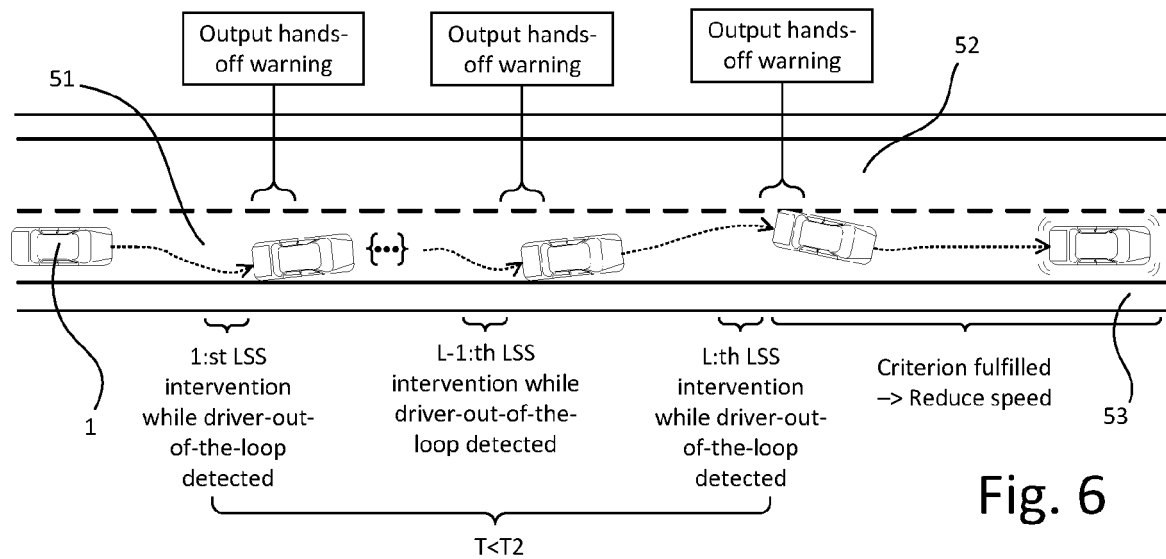 Output hands-
off warning
Output hands-
off warning
Output hands-
off warning
51
52
1:st LSS
intervention
while driver-out-
of-the-loop
detected
L-1:th LSS
intervention while
driver-out-of-the-
loop detected
L:th LSS
intervention
while driver-out-
of-the-loop
detected
Criterion fulfilled
–> Reduce speed
53
1
T<T2
Fig. 6